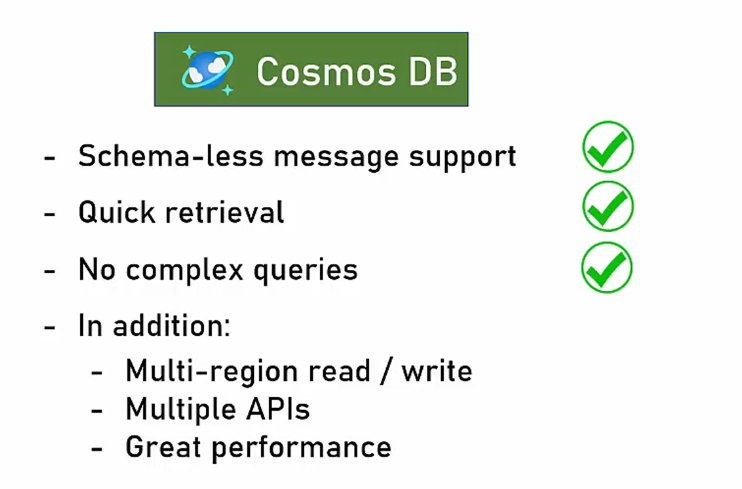 Cosmos DB
- Schema-less message support
- Quick retrieval
- No complex queries
- In addition:
- Multi-region read / write
- Multiple APIs
- Great performance